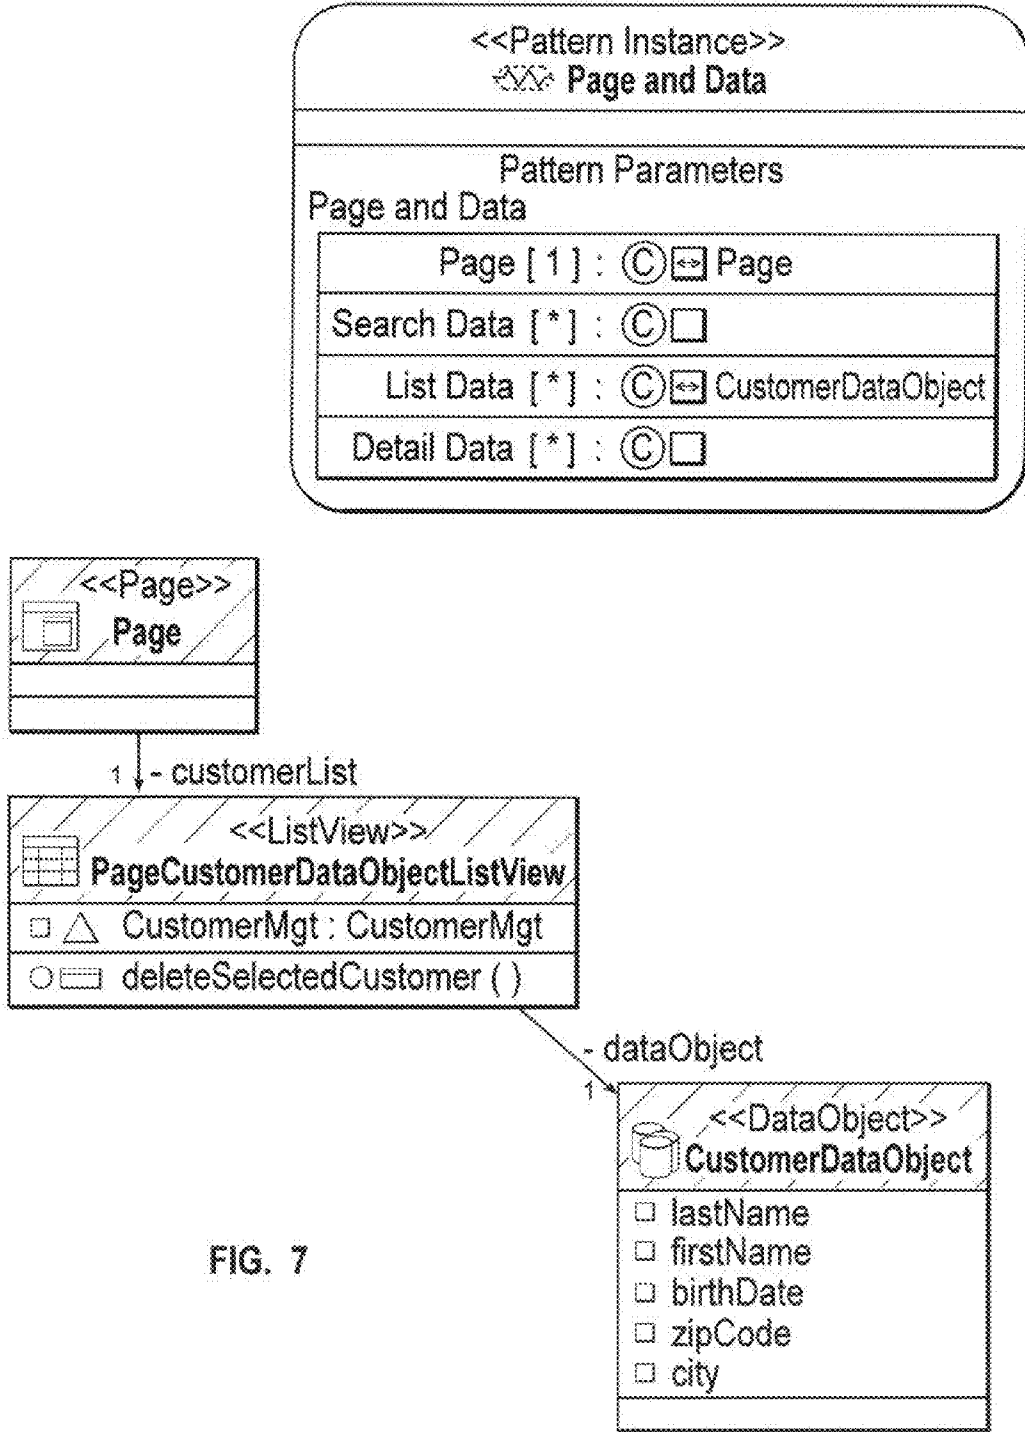 <<Pattern Instance>>
Page and Data
Pattern Parameters
Page and Data
Page [ 1 ] : C Page
Search Data [ * ] : C
List Data [ * ] : C CustomerDataObject
Detail Data [ * ] : C
<<Page>>
Page
1 - customerList
<<ListView>>
PageCustomerDataObjectListView
CustomerMgt : CustomerMgt
deleteSelectedCustomer ( )
- dataObject
1
<<DataObject>>
CustomerDataObject
lastName
firstName
birthDate
zipCode
city
FIG. 7